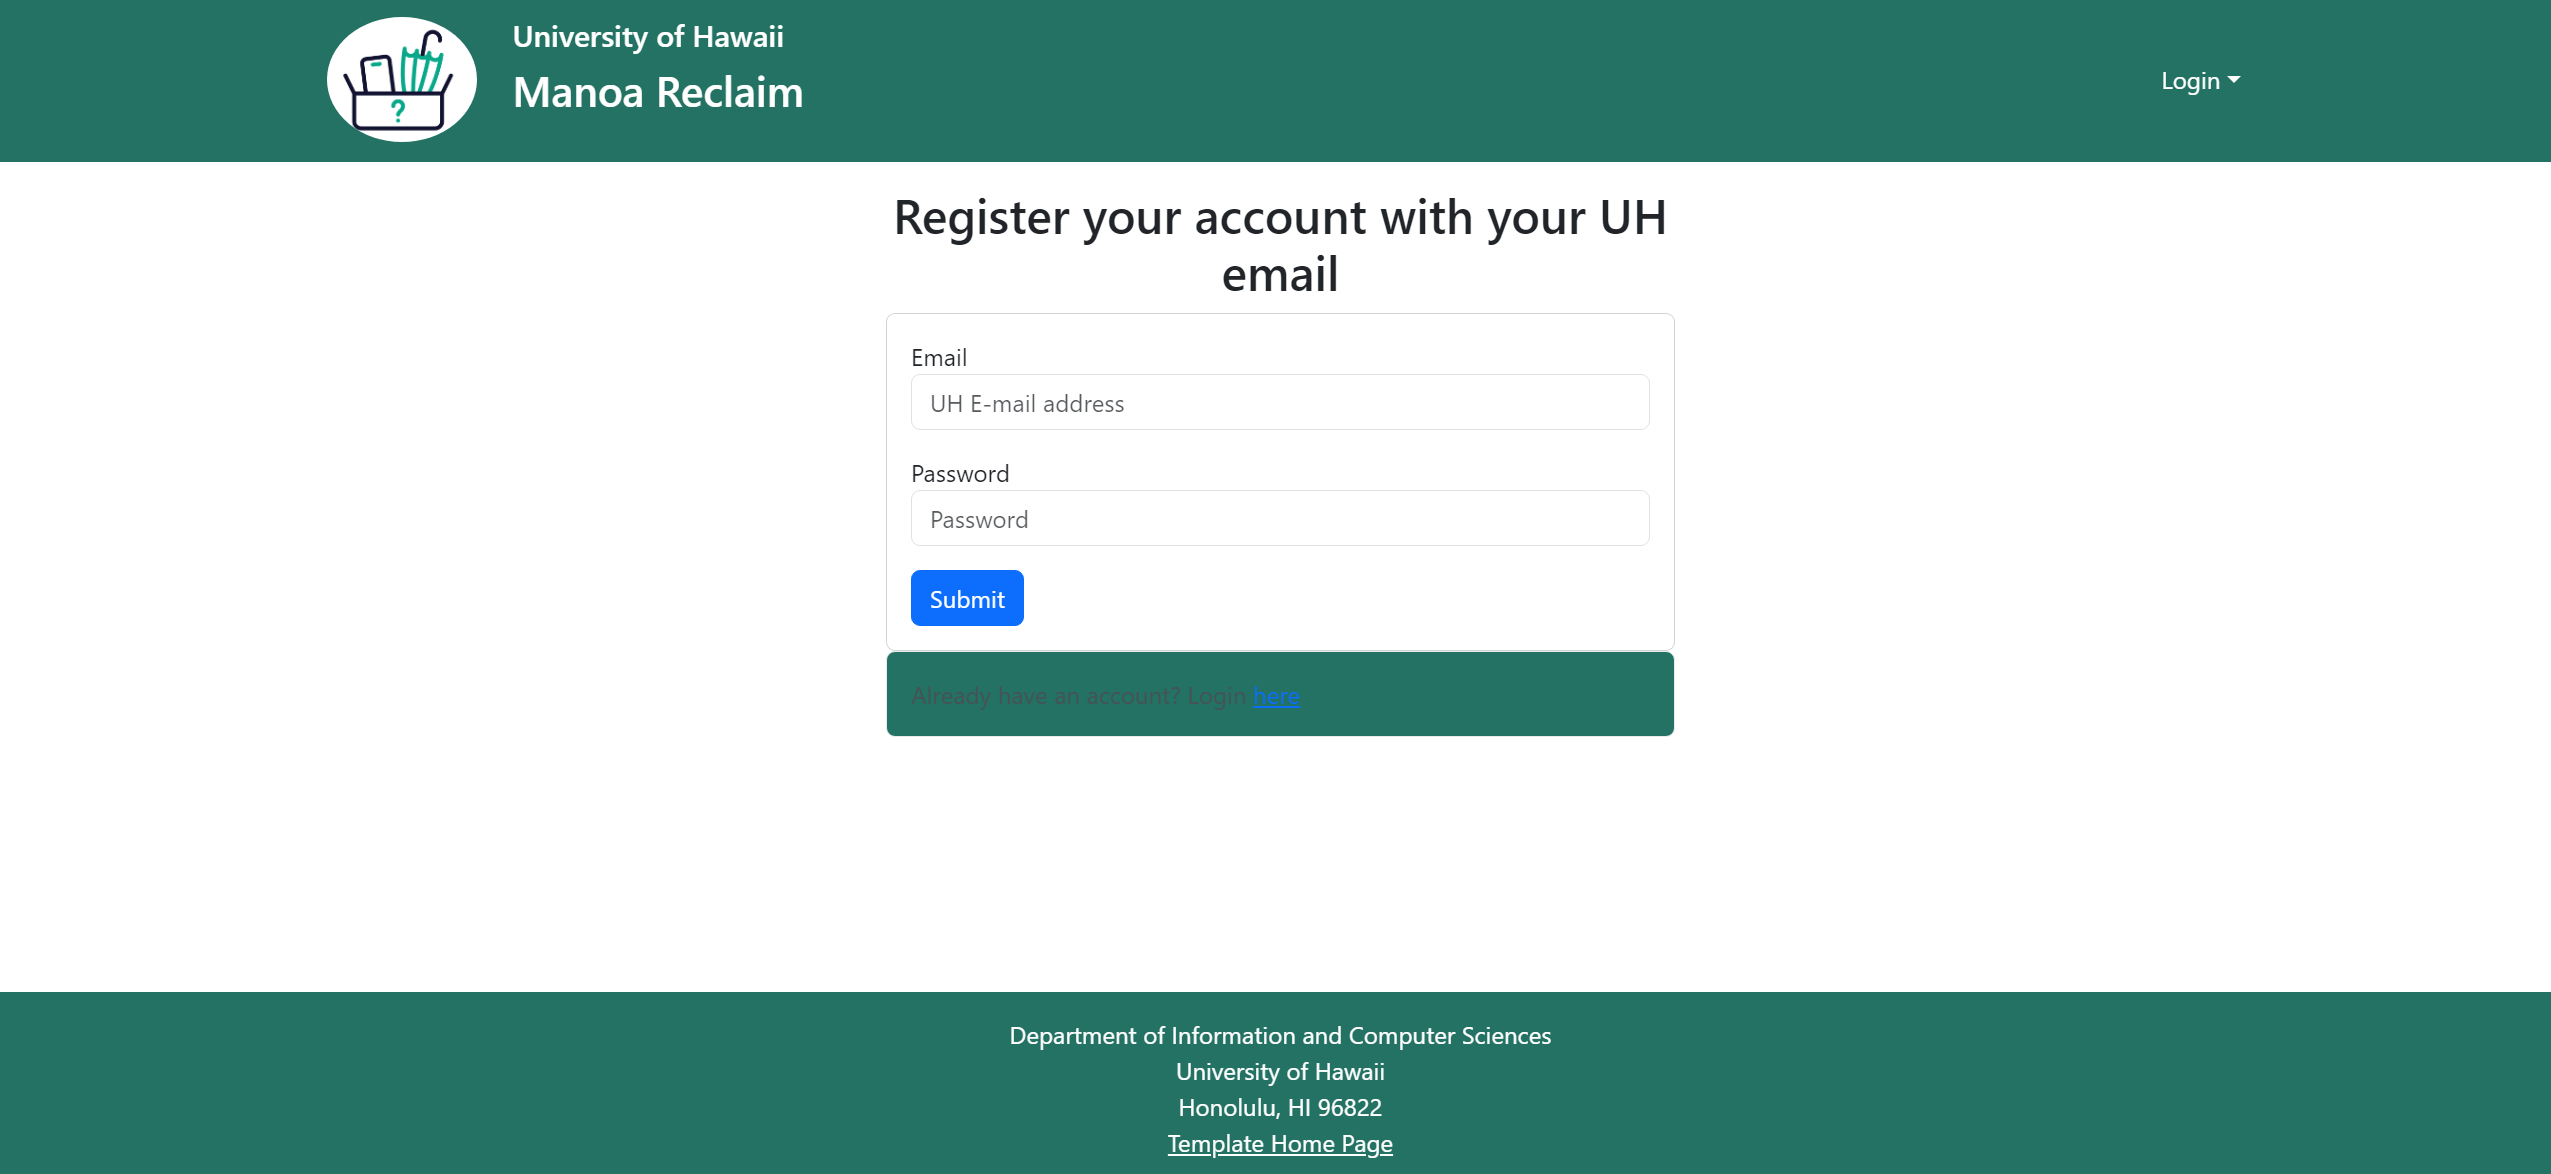 University of Hawaii
Manoa Reclaim
Login
Register your account with your UH
email
Email
UH E-mail address
Password
Password
Submit
Already have an account? Login here
Department of Information and Computer Sciences
University of Hawaii
Honolulu, HI 96822
Template Home Page